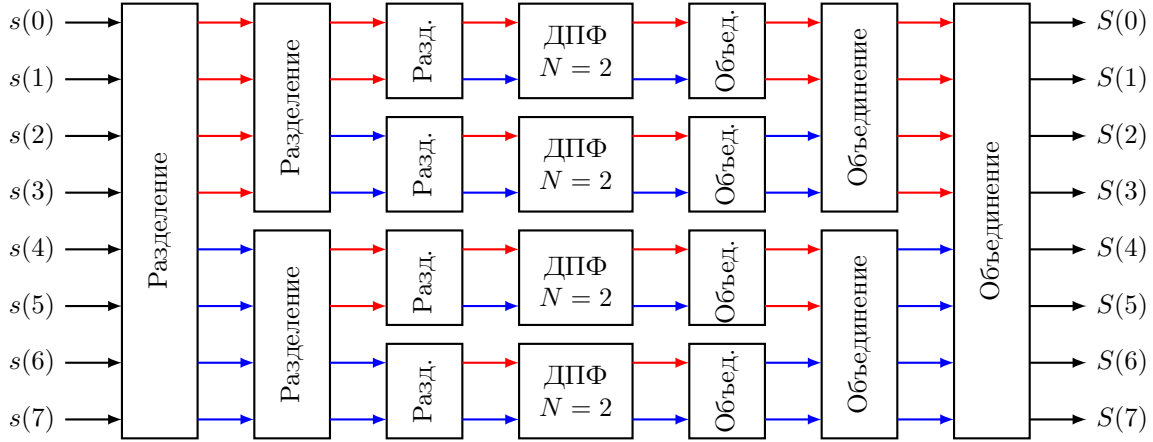 s(0)
s(1)
s(2)
s(3)
s(4)
s(5)
s(6)
s(7)
Разделение
Разделение
Разделение
Разд.
Разд.
Разд.
Разд.
ДПФ
N = 2
ДПФ
N = 2
ДПФ
N = 2
ДПФ
N = 2
Объед.
Объед.
Объед.
Объед.
Объединение
Объединение
Объединение
S(0)
S(1)
S(2)
S(3)
S(4)
S(5)
S(6)
S(7)